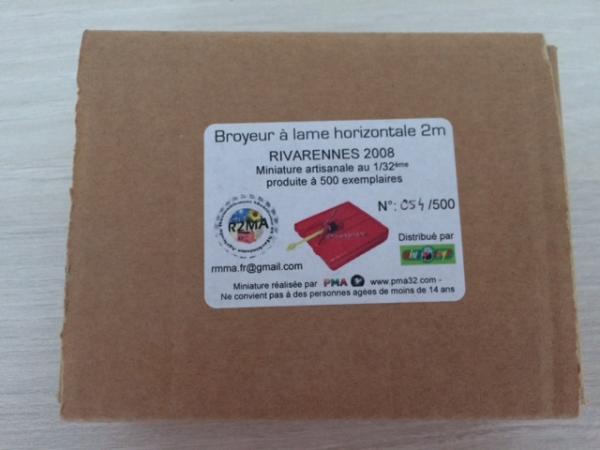 Broyeur à lame horizontale 2m
RIVARENNES 2008
Miniature artisanale au 1/32ème
produite à 500 exemplaires
N°: 054/500
R2MA
Distribué par
rmma.fr@gmail.com
Miniature réalisée par PMA www.pma32.com -
Ne convient pas à des personnes agées de moins de 14 ans